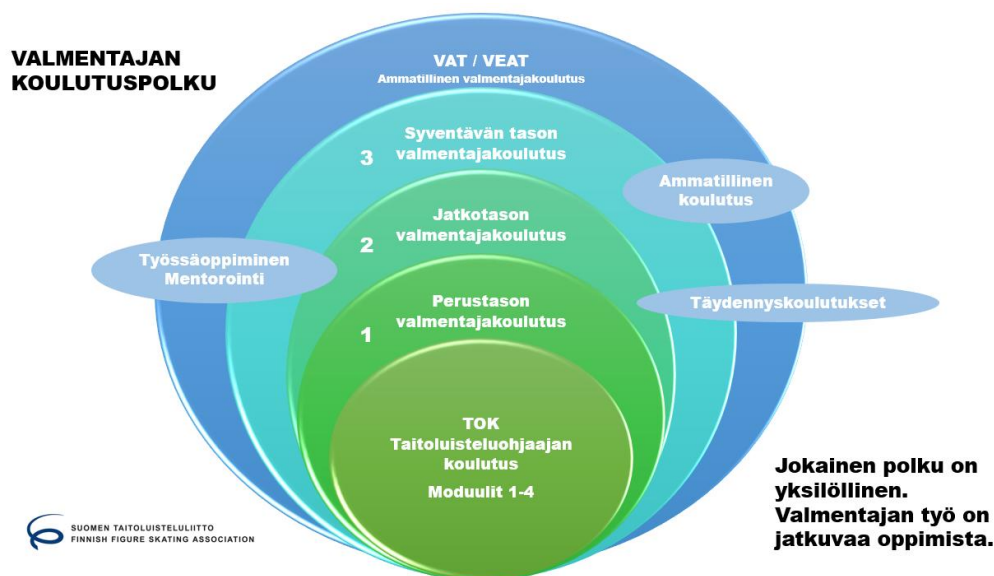 VALMENTAJAN
KOULUTUSPOLKU
VAT / VEAT
Ammatillinen valmentajakoulutus
3
Syventävän tason
valmentajakoulutus
Ammatillinen
koulutus
2
Jatkotason
valmentajakoulutus
Työssäoppiminen
Mentorointi
Täydennyskoulutukset
1
Perustason
valmentajakoulutus
TOK
Taitoluisteluohjaajan
koulutus
Moduulit 1-4
Jokainen polku on
yksilöllinen.
Valmentajan työ on
jatkuvaa oppimista.
SUOMEN TAITOLUISTELULIITTO
FINNISH FIGURE SKATING ASSOCIATION